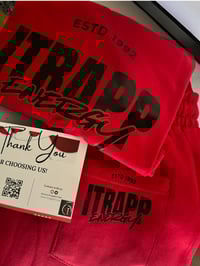 ESTD 1992
JTRAPP
ENERGY
Thank You
R CHOOSING US!
ESTD 1992
JTRAPP
ENERGY